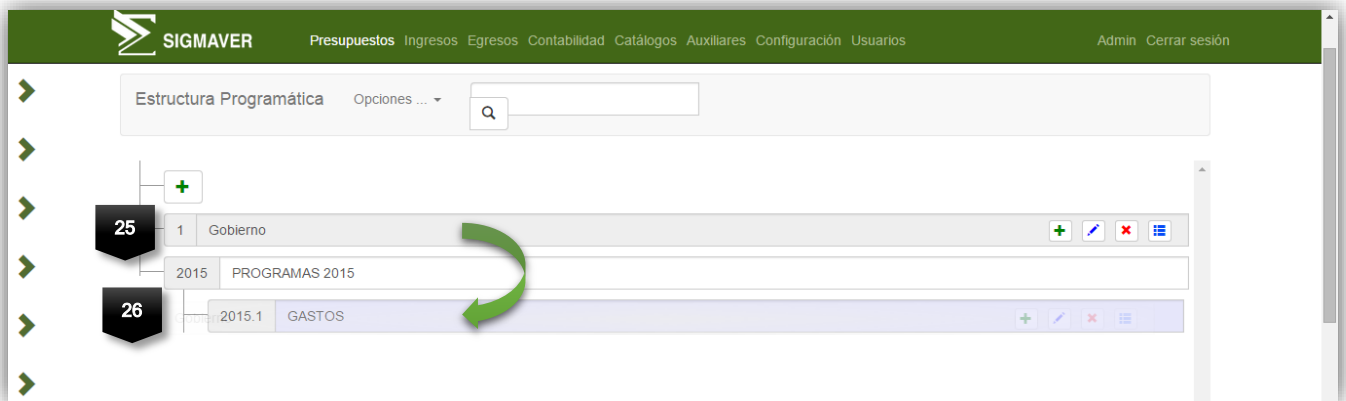 SIGMAVER Presupuestos Ingresos Egresos Contabilidad Catálogos Auxiliares Configuración Usuarios Admin Cerrar sesión
Estructura Programática Opciones ...
25 1 Gobierno
2015 PROGRAMAS 2015
26 Gobierno 2015.1 GASTOS